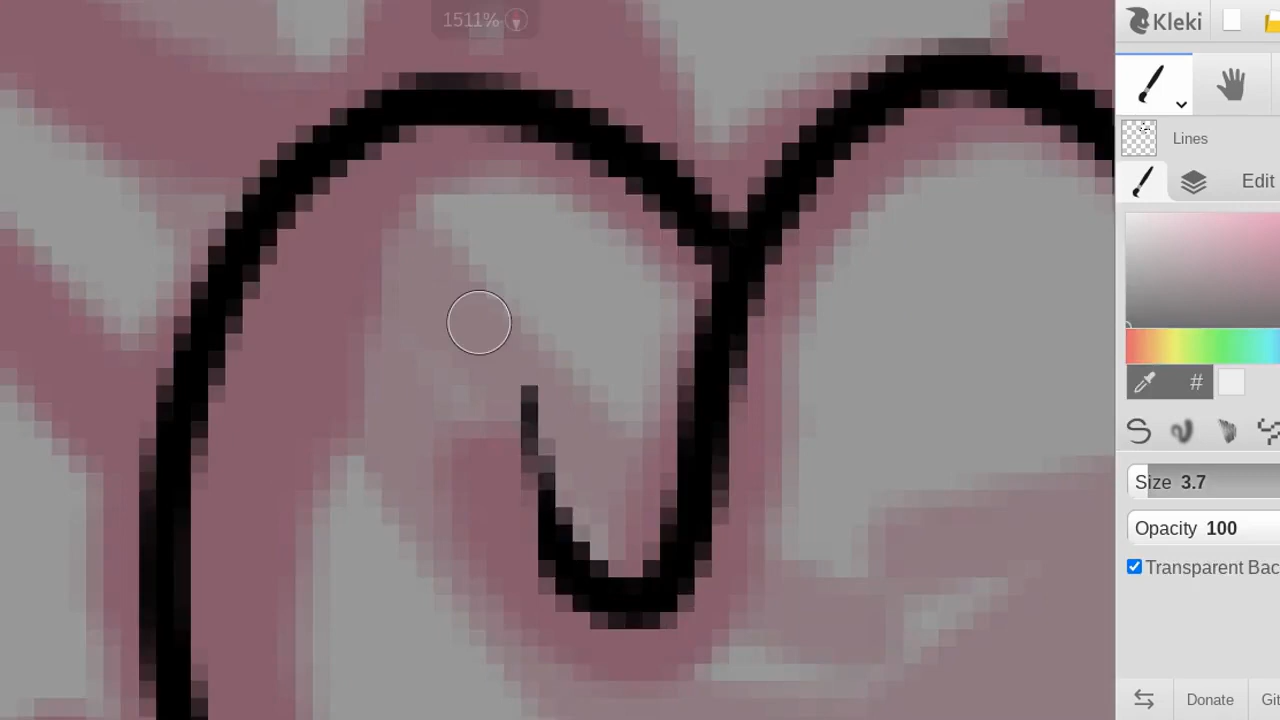 1511%
Kleki
Lines
Edit
#
Size 3.7
Opacity 100
Transparent Bac
Donate
Git